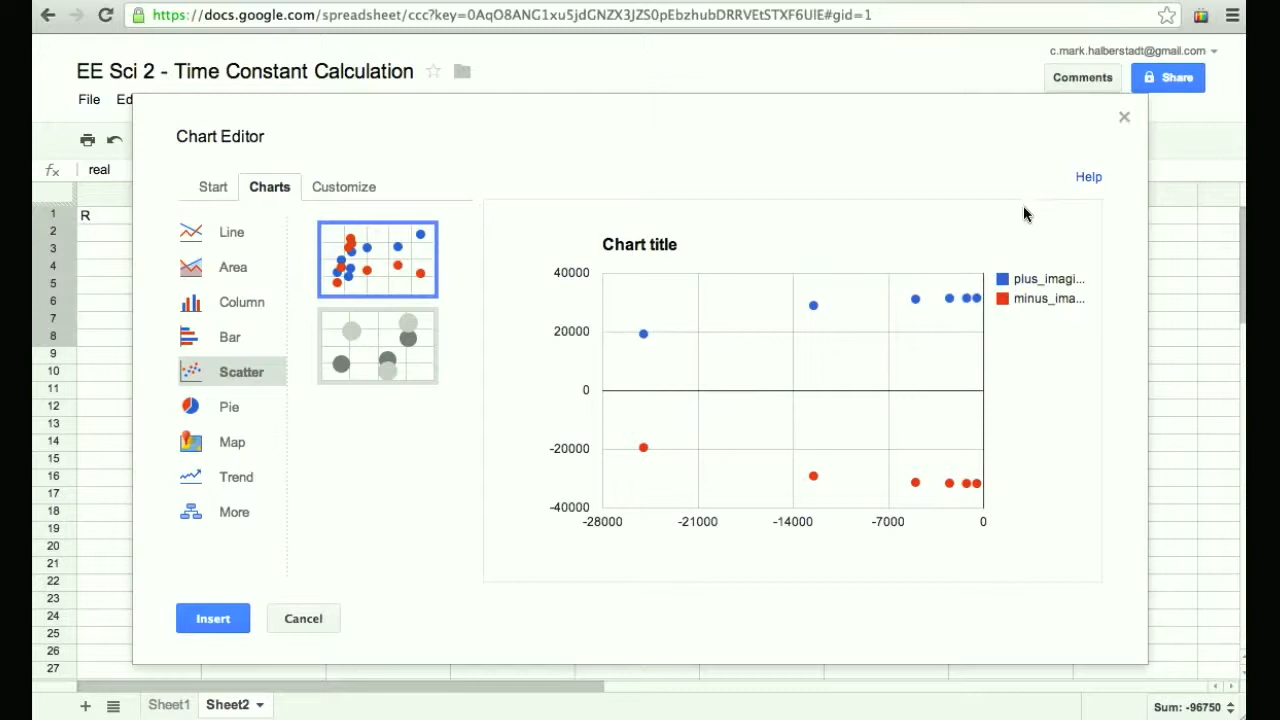 https://docs.google.com/spreadsheet/ccc?key=0AqO8ANG1xu5jdGNZX3JZS0pEbzhubDRRVEtSTXF6UlE#gid=1
c.mark.halberstadt@gmail.com
EE Sci 2 - Time Constant Calculation
Comments
Share
File Ed
fx real
Chart Editor
Start Charts Customize
Help
1 R
2
3
4
5
6
7
8
9
10
11
12
13
14
15
16
17
18
19
20
21
22
23
24
25
26
27
Line
Area
Column
Bar
Scatter
Pie
Map
Trend
More
Chart title
40000
20000
0
-20000
-40000
-28000 -21000 -14000 -7000 0
plus_imagi...
minus_ima...
Insert Cancel
Sheet1 Sheet2
Sum: -96750